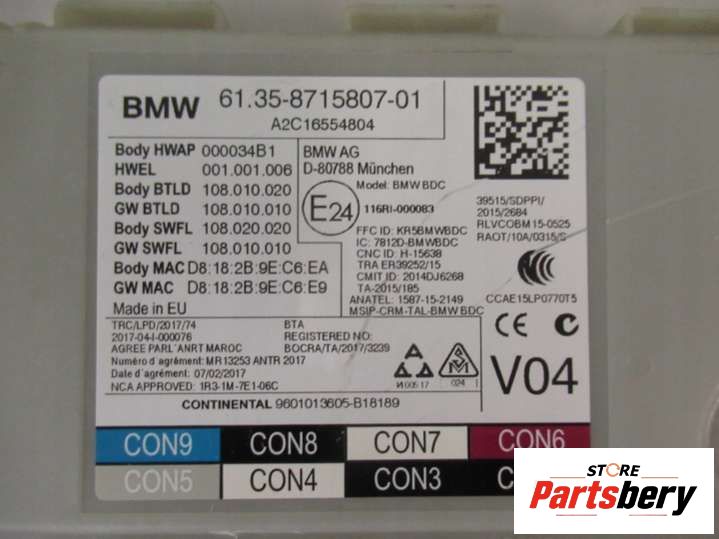 BMW 61.35-8715807-01
A2C16554804
Body HWAP 000034B1
HWEL 001.001.006
Body BTLD 108.010.020
GW BTLD 108.010.010
Body SWFL 108.020.020
GW SWFL 108.010.010
Body MAC D8:18:2B:9E:C6:EA
GW MAC D8:18:2B:9E:C6:E9
Made in EU
BMW AG
D-80788 München
Model: BMW BDC
E24
116RI-000083
FFC ID: KR5BMWBDC
IC: 7812D-BMWBDC
CNC ID: H-15638
TRA ER39252/15
CMIT ID: 2014DJ6268
TA-2015/185
ANATEL: 1587-15-2149
MSIP-CRM-TAL-BMW BDC
39515/SDPPI/
2015/2684
RLVCOBM15-0525
RAOT/10A/0315/S
CCAE15LP0770T5
CE
TRC/LPD/2017/74
2017-04-I-000076
AGREE PARL'ANRT MAROC
Numéro d'agrément: MR13253 ANTR 2017
Date d'agrément: 07/02/2017
NCA APPROVED: 1R3-1M-7E1-06C
BTA
REGISTERED NO:
BOCRA/TA/2017/3239
024
V04
CONTINENTAL 9601013605-B18189
CON9 CON8 CON7 CON6
CON5 CON4 CON3
STORE
Partsbery